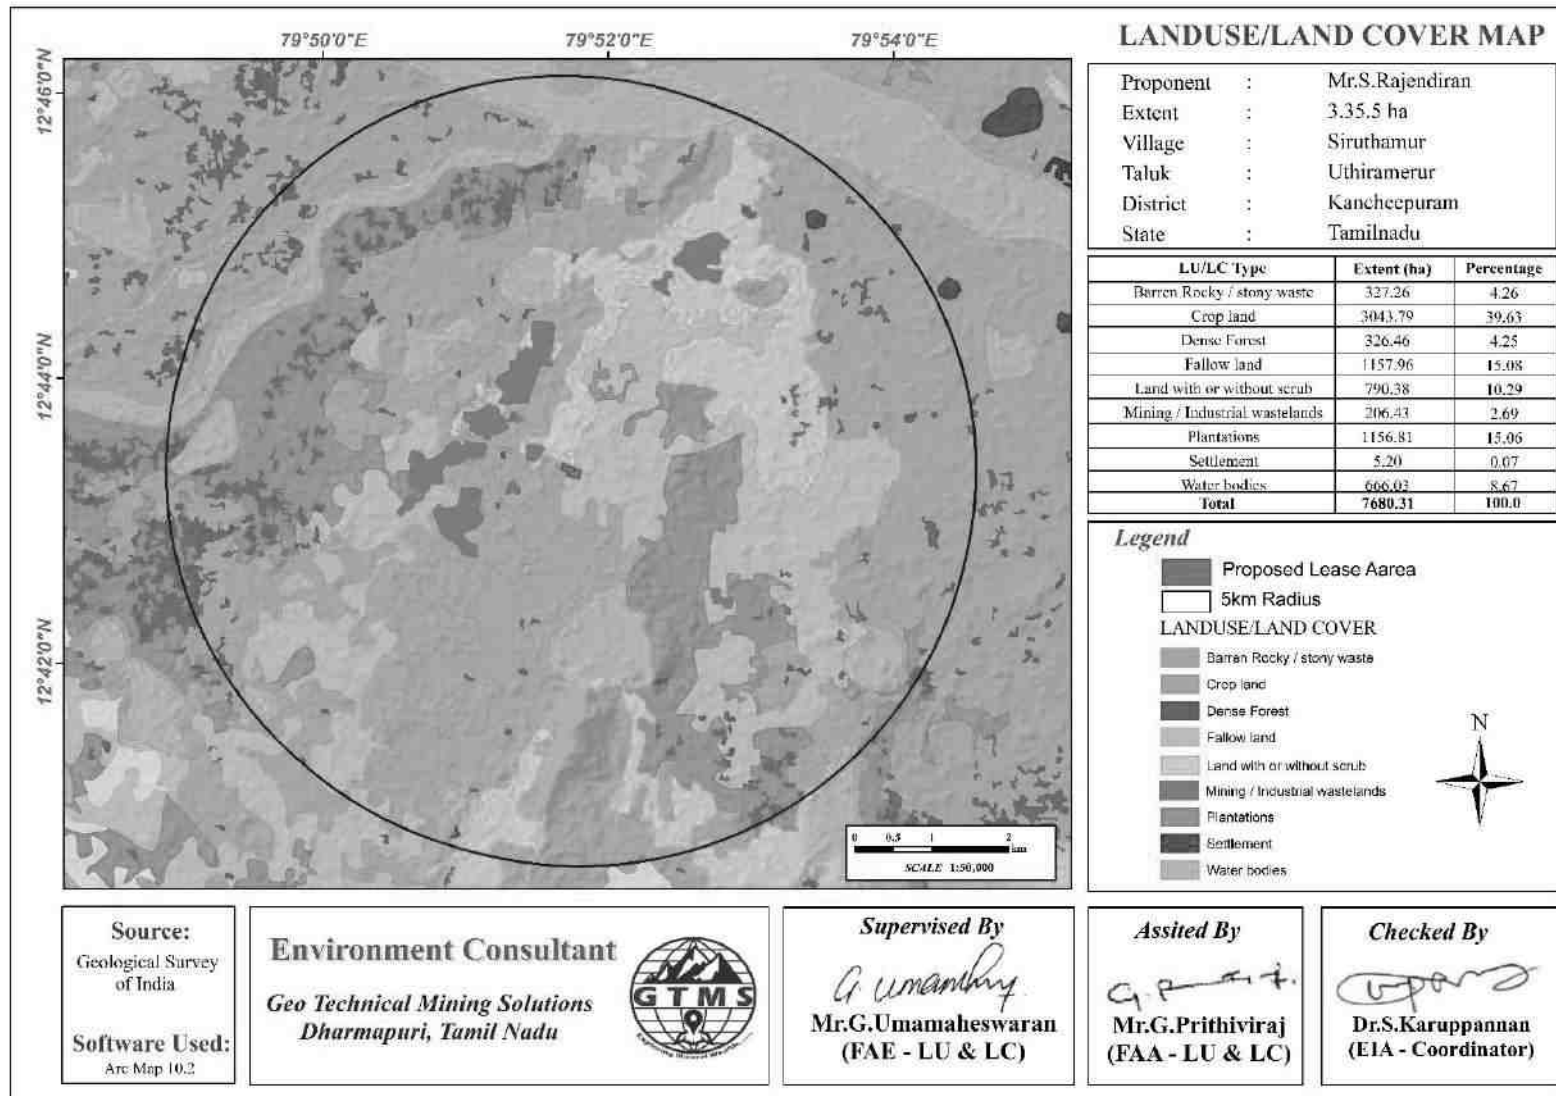 LANDUSE/LAND COVER MAP
79°50'0"E 79°52'0"E 79°54'0"E
12°46'0"N
12°44'0"N
12°42'0"N
Proponent : Mr.S.Rajendiran
Extent : 3.35.5 ha
Village : Siruthamur
Taluk : Uthiramerur
District : Kancheepuram
State : Tamilnadu
LU/LC Type Extent (ha) Percentage
Barren Rocky / stony waste 327.26 4.26
Crop land 3043.79 39.63
Dense Forest 326.46 4.25
Fallow land 1157.96 15.08
Land with or without scrub 790.38 10.29
Mining / Industrial wastelands 206.43 2.69
Plantations 1156.81 15.06
Settlement 5.20 0.07
Water bodies 666.03 8.67
Total 7680.31 100.0
Legend
Proposed Lease Aarea
5km Radius
LANDUSE/LAND COVER
Barren Rocky / stony waste
Crop land
Dense Forest
Fallow land
Land with or without scrub
Mining / Industrial wastelands
Plantations
Settlement
Water bodies
N
0 0.5 1 2
km
SCALE 1:50,000
Source:
Geological Survey
of India
Software Used:
Arc Map 10.2
Environment Consultant
Geo Technical Mining Solutions
Dharmapuri, Tamil Nadu
GTMS
Supervised By
Mr.G.Umamaheswaran
(FAE - LU & LC)
Assited By
Mr.G.Prithiviraj
(FAA - LU & LC)
Checked By
Dr.S.Karuppannan
(EIA - Coordinator)